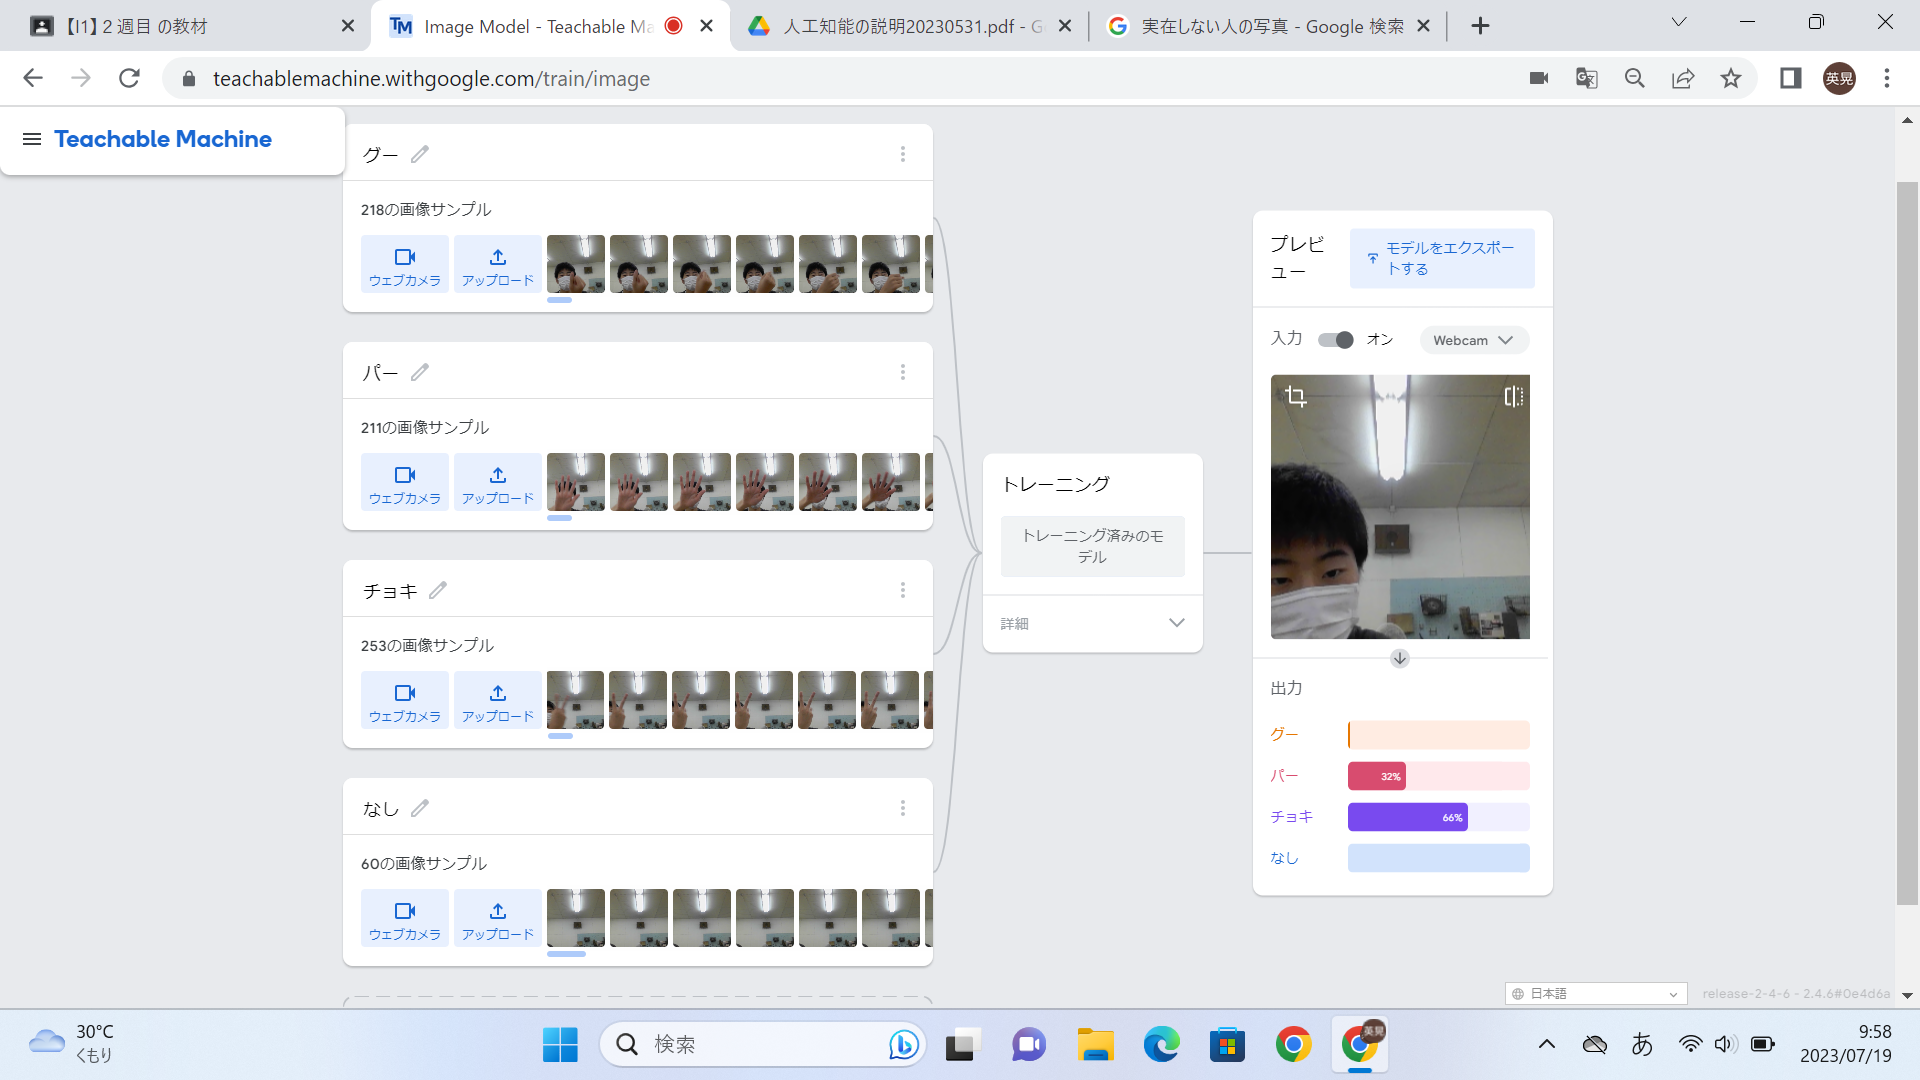 【I1】２週目 の教材
Image Model - Teachable Ma
人工知能の説明20230531.pdf - G
実在しない人の写真 - Google 検索
teachablemachine.withgoogle.com/train/image
英晃
Teachable Machine
グー
218の画像サンプル
ウェブカメラ
アップロード
パー
211の画像サンプル
ウェブカメラ
アップロード
チョキ
253の画像サンプル
ウェブカメラ
アップロード
なし
60の画像サンプル
ウェブカメラ
アップロード
トレーニング
トレーニング済みのモ
デル
詳細
プレビ
ュー
モデルをエクスポー
トする
入力
オン
Webcam
出力
グー
パー
32%
チョキ
66%
なし
日本語
release-2-4-6 - 2.4.6#0e4d6a
30°C
くもり
検索
英晃
あ
9:58
2023/07/19